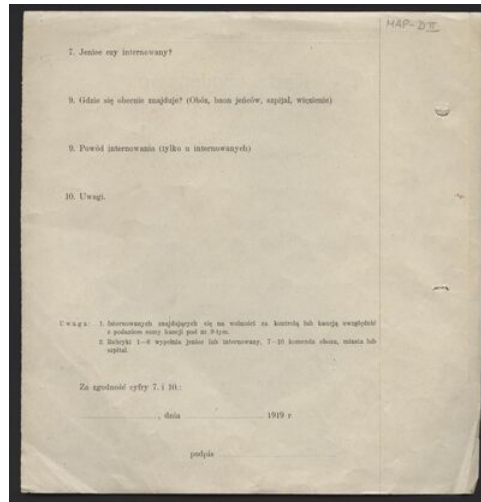 MAP-DII
7. Jeniec czy internowany?
9. Gdzie się obecnie znajduje? (Obóz, baon jeńców, szpital, więzienie)
9. Powód internowania (tylko u internowanych)
10. Uwagi.
Uwaga: 1. Internowanych znajdujących się na wolności za kontrolą lub kaucją uwzględnić
z podaniem sumy kaucji pod nr. 9-tym.
2. Rubryki 1—6 wypełnia jeniec lub internowany, 7—10 komenda obozu, miasta lub
szpital.
Za zgodność cyfry 7. i 10.:
, dnia 1919 r.
podpis